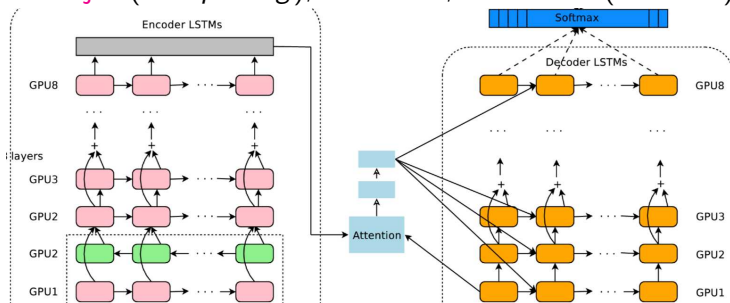 Encoder LSTMs
Softmax
Decoder LSTMs
GPU8
GPU8
layers
GPU3
GPU3
GPU2
GPU2
GPU2
Attention
GPU1
GPU1